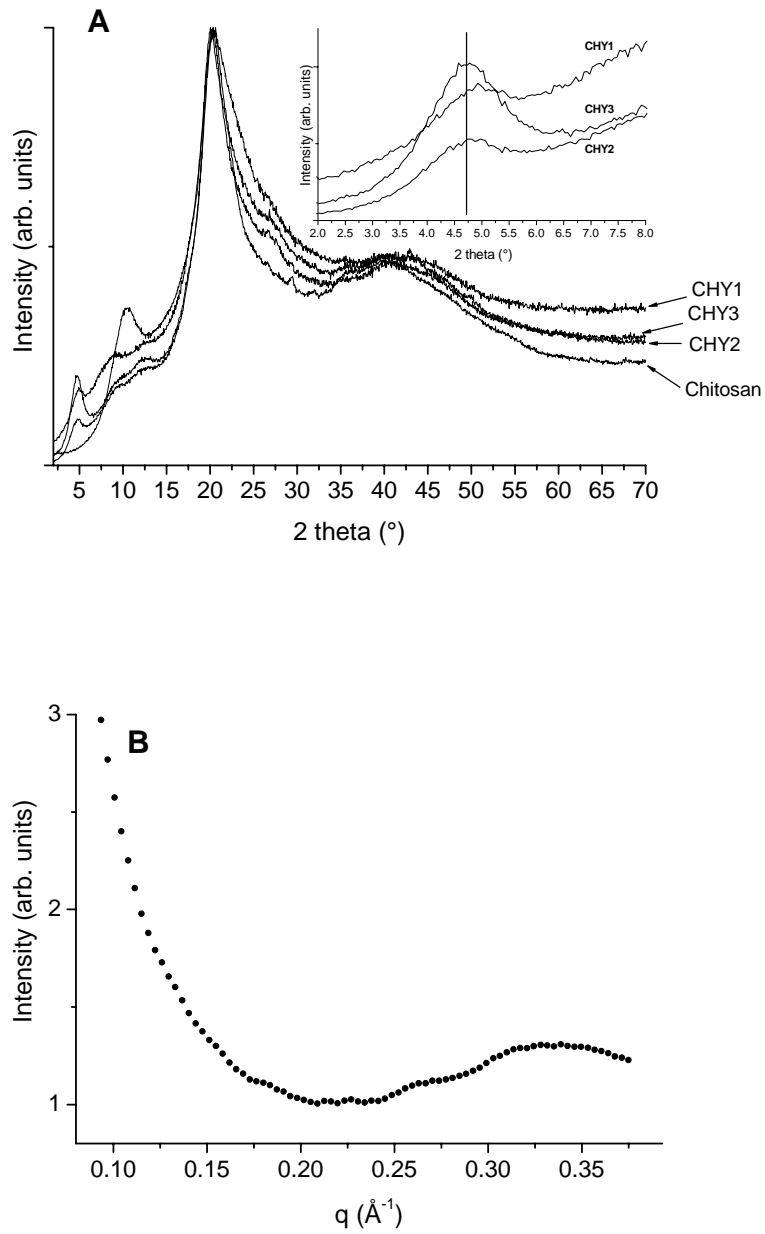 A
Intensity (arb. units)
CHY1
CHY3
CHY2
Intensity (arb. units)
2.0 2.5 3.0 3.5 4.0 4.5 5.0 5.5 6.0 6.5 7.0 7.5 8.0
2 theta (°)
CHY1
CHY3
CHY2
Chitosan
5 10 15 20 25 30 35 40 45 50 55 60 65 70
2 theta (°)
B
Intensity (arb. units)
3
2
1
0.10 0.15 0.20 0.25 0.30 0.35
q (Å-1)